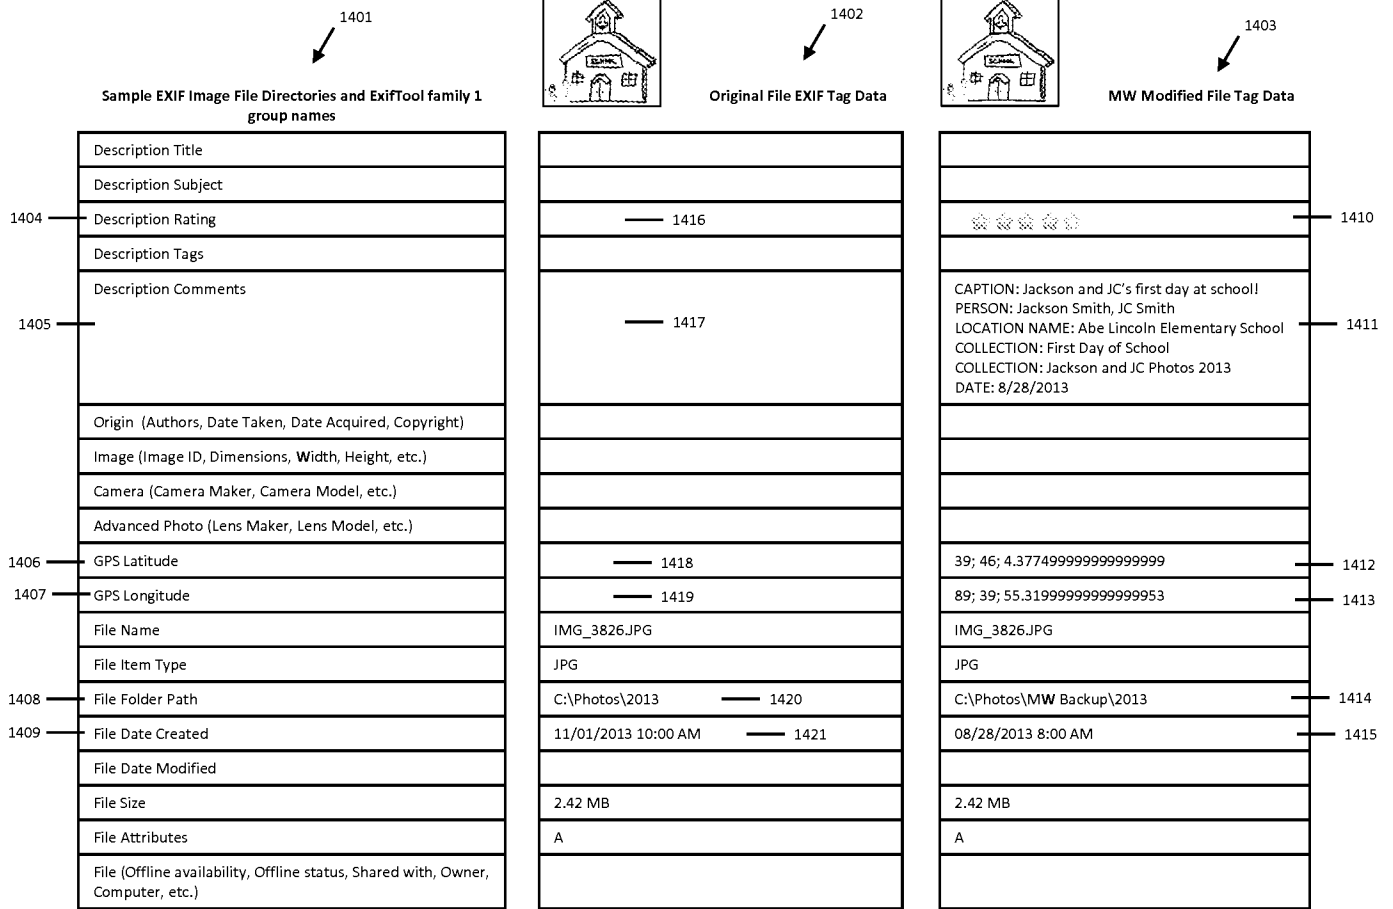 1401
1402
1403
SCHOOL
SCHOOL
Sample EXIF Image File Directories and ExifTool family 1
group names
Original File EXIF Tag Data
MW Modified File Tag Data
Description Title
Description Subject
1404
Description Rating
1416
1410
Description Tags
Description Comments
1405
1417
CAPTION: Jackson and JC's first day at school!
PERSON: Jackson Smith, JC Smith
LOCATION NAME: Abe Lincoln Elementary School
COLLECTION: First Day of School
COLLECTION: Jackson and JC Photos 2013
DATE: 8/28/2013
1411
Origin (Authors, Date Taken, Date Acquired, Copyright)
Image (Image ID, Dimensions, Width, Height, etc.)
Camera (Camera Maker, Camera Model, etc.)
Advanced Photo (Lens Maker, Lens Model, etc.)
1406
GPS Latitude
1418
39; 46; 4.377499999999999999
1412
1407
GPS Longitude
1419
89; 39; 55.31999999999999953
1413
File Name
IMG_3826.JPG
IMG_3826.JPG
File Item Type
JPG
JPG
1408
File Folder Path
C:\Photos\2013
1420
C:\Photos\MW Backup\2013
1414
1409
File Date Created
11/01/2013 10:00 AM
1421
08/28/2013 8:00 AM
1415
File Date Modified
File Size
2.42 MB
2.42 MB
File Attributes
A
A
File (Offline availability, Offline status, Shared with, Owner,
Computer, etc.)